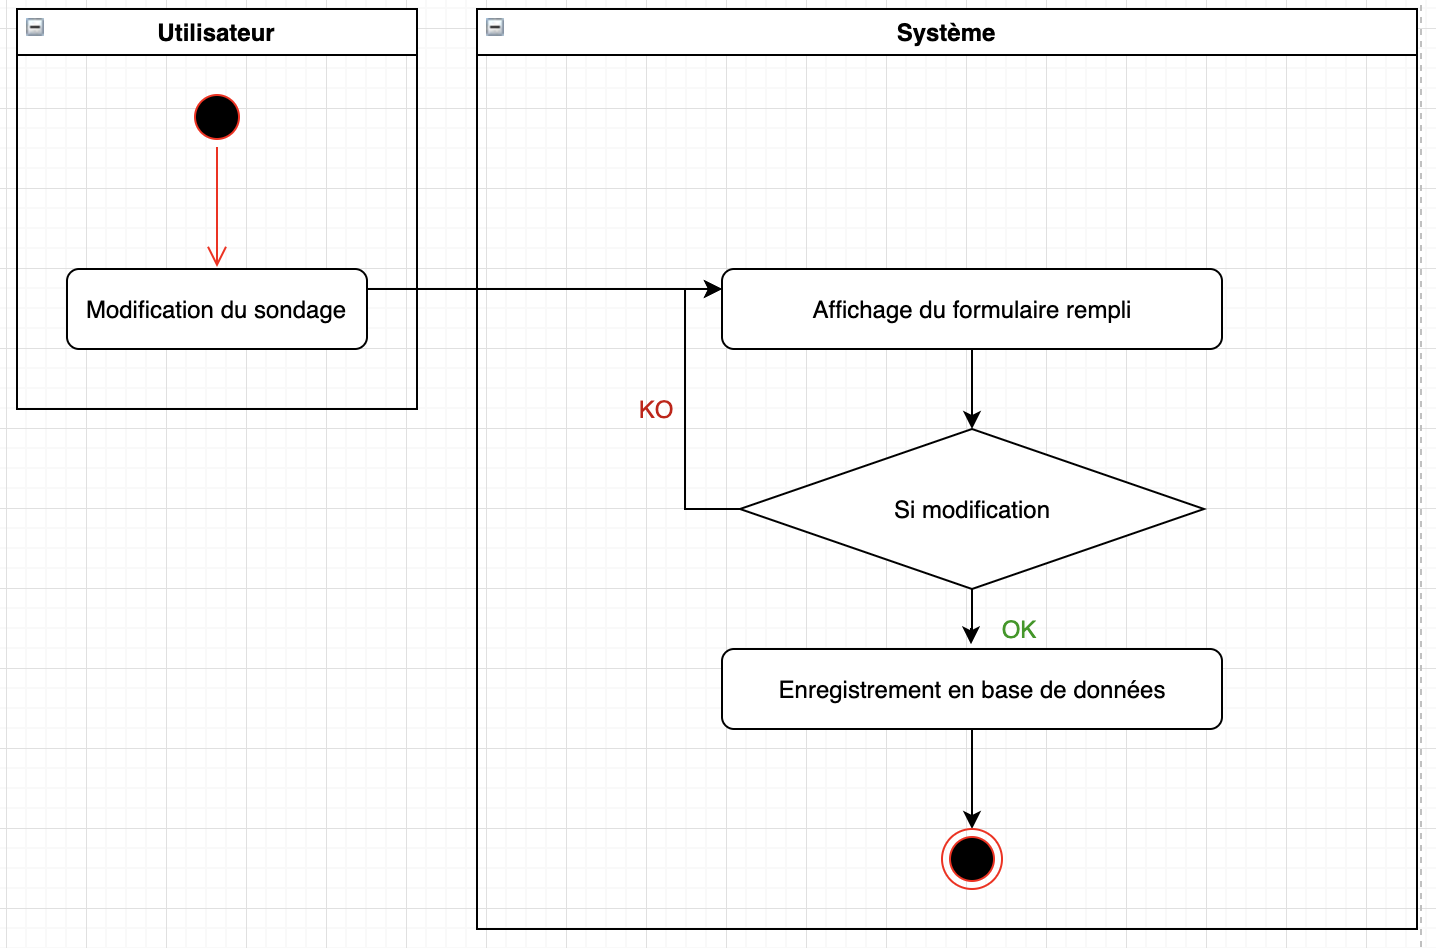 Utilisateur
Système
Modification du sondage
Affichage du formulaire rempli
KO
Si modification
OK
Enregistrement en base de données